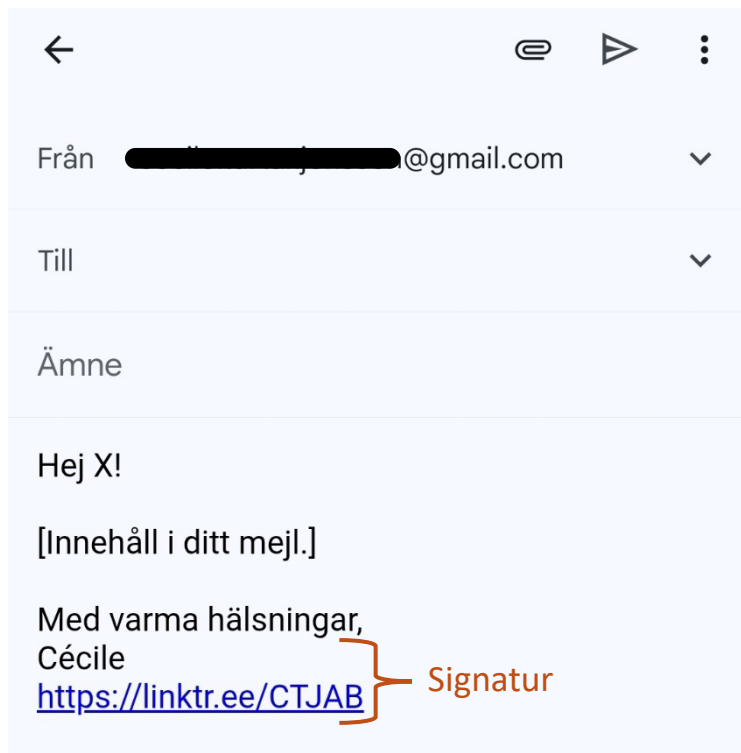 Från @gmail.com
Till
Ämne
Hej X!
[Innehåll i ditt mejl.]
Med varma hälsningar,
Cécile
https://linktr.ee/CTJAB
Signatur